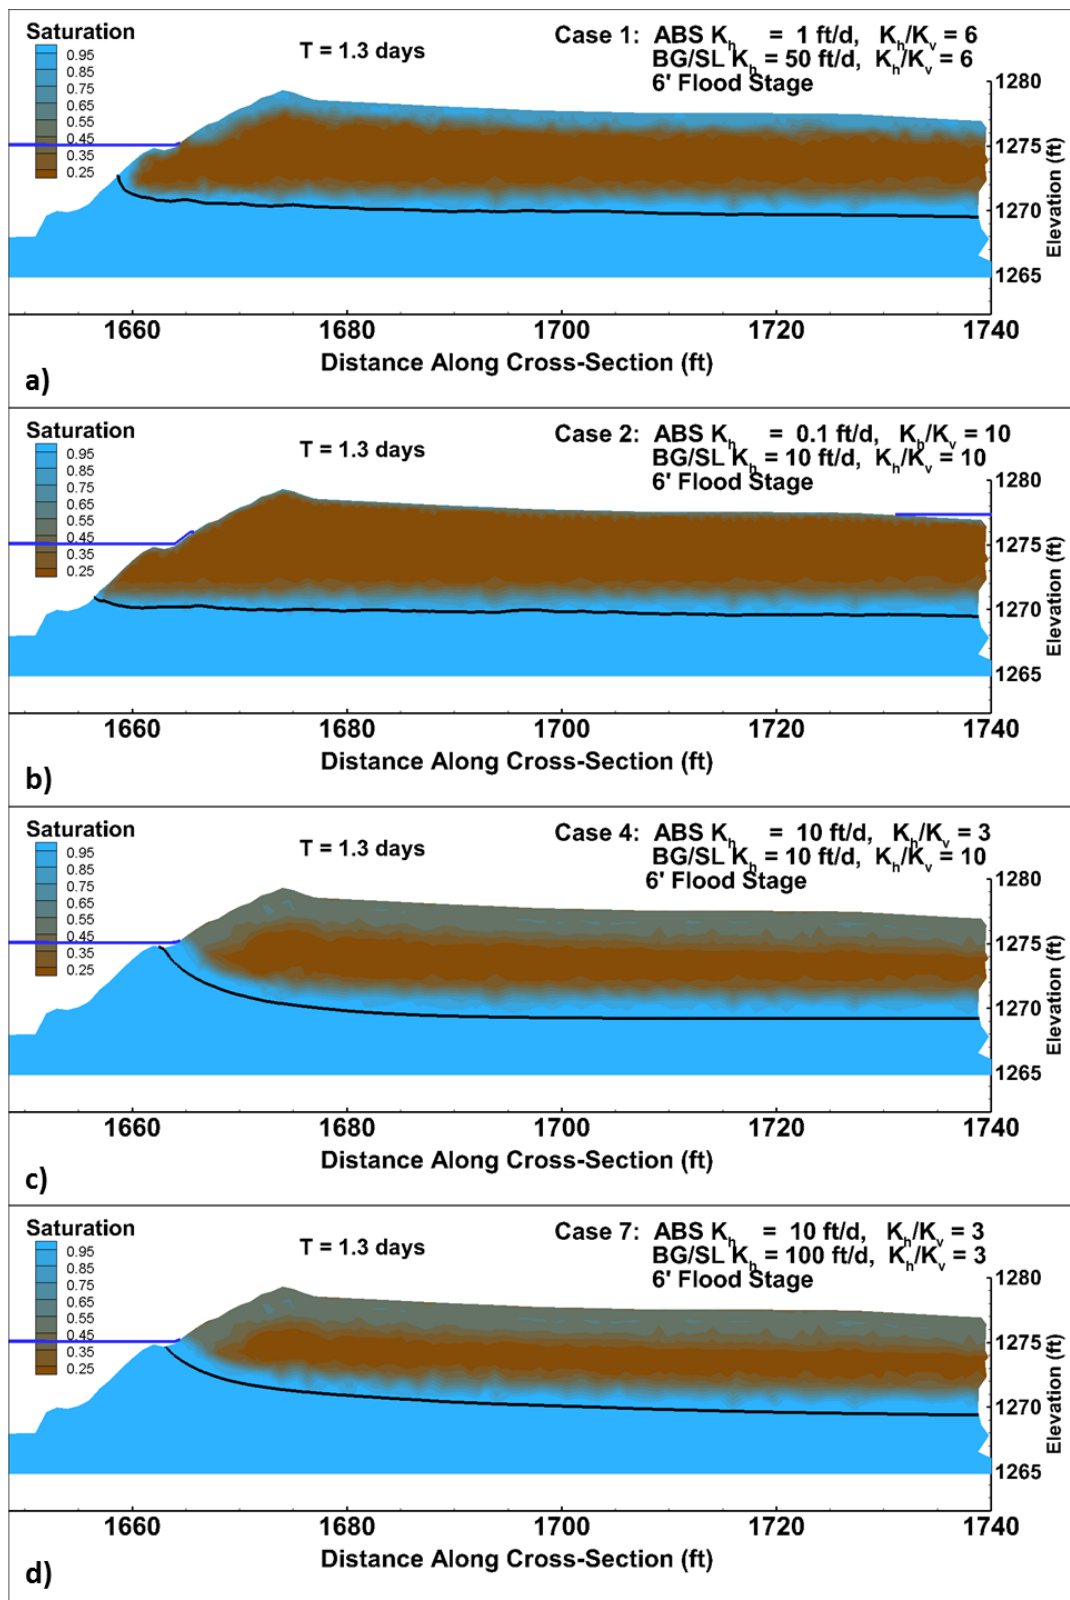 Saturation
0.95
0.85
0.75
0.65
0.55
0.45
0.35
0.25
T = 1.3 days
Case 1: ABS Kh = 1 ft/d, Kh/Kv = 6
BG/SL Kh = 50 ft/d, Kh/Kv = 6
6' Flood Stage
1280
1275
1270
1265
Elevation (ft)
1660 1680 1700 1720 1740
Distance Along Cross-Section (ft)
a)
Saturation
0.95
0.85
0.75
0.65
0.55
0.45
0.35
0.25
T = 1.3 days
Case 2: ABS Kh = 0.1 ft/d, Kh/Kv = 10
BG/SL Kh = 10 ft/d, Kh/Kv = 10
6' Flood Stage
1280
1275
1270
1265
Elevation (ft)
1660 1680 1700 1720 1740
Distance Along Cross-Section (ft)
b)
Saturation
0.95
0.85
0.75
0.65
0.55
0.45
0.35
0.25
T = 1.3 days
Case 4: ABS Kh = 10 ft/d, Kh/Kv = 3
BG/SL Kh = 10 ft/d, Kh/Kv = 10
6' Flood Stage
1280
1275
1270
1265
Elevation (ft)
1660 1680 1700 1720 1740
Distance Along Cross-Section (ft)
c)
Saturation
0.95
0.85
0.75
0.65
0.55
0.45
0.35
0.25
T = 1.3 days
Case 7: ABS Kh = 10 ft/d, Kh/Kv = 3
BG/SL Kh = 100 ft/d, Kh/Kv = 3
6' Flood Stage
1280
1275
1270
1265
Elevation (ft)
1660 1680 1700 1720 1740
Distance Along Cross-Section (ft)
d)